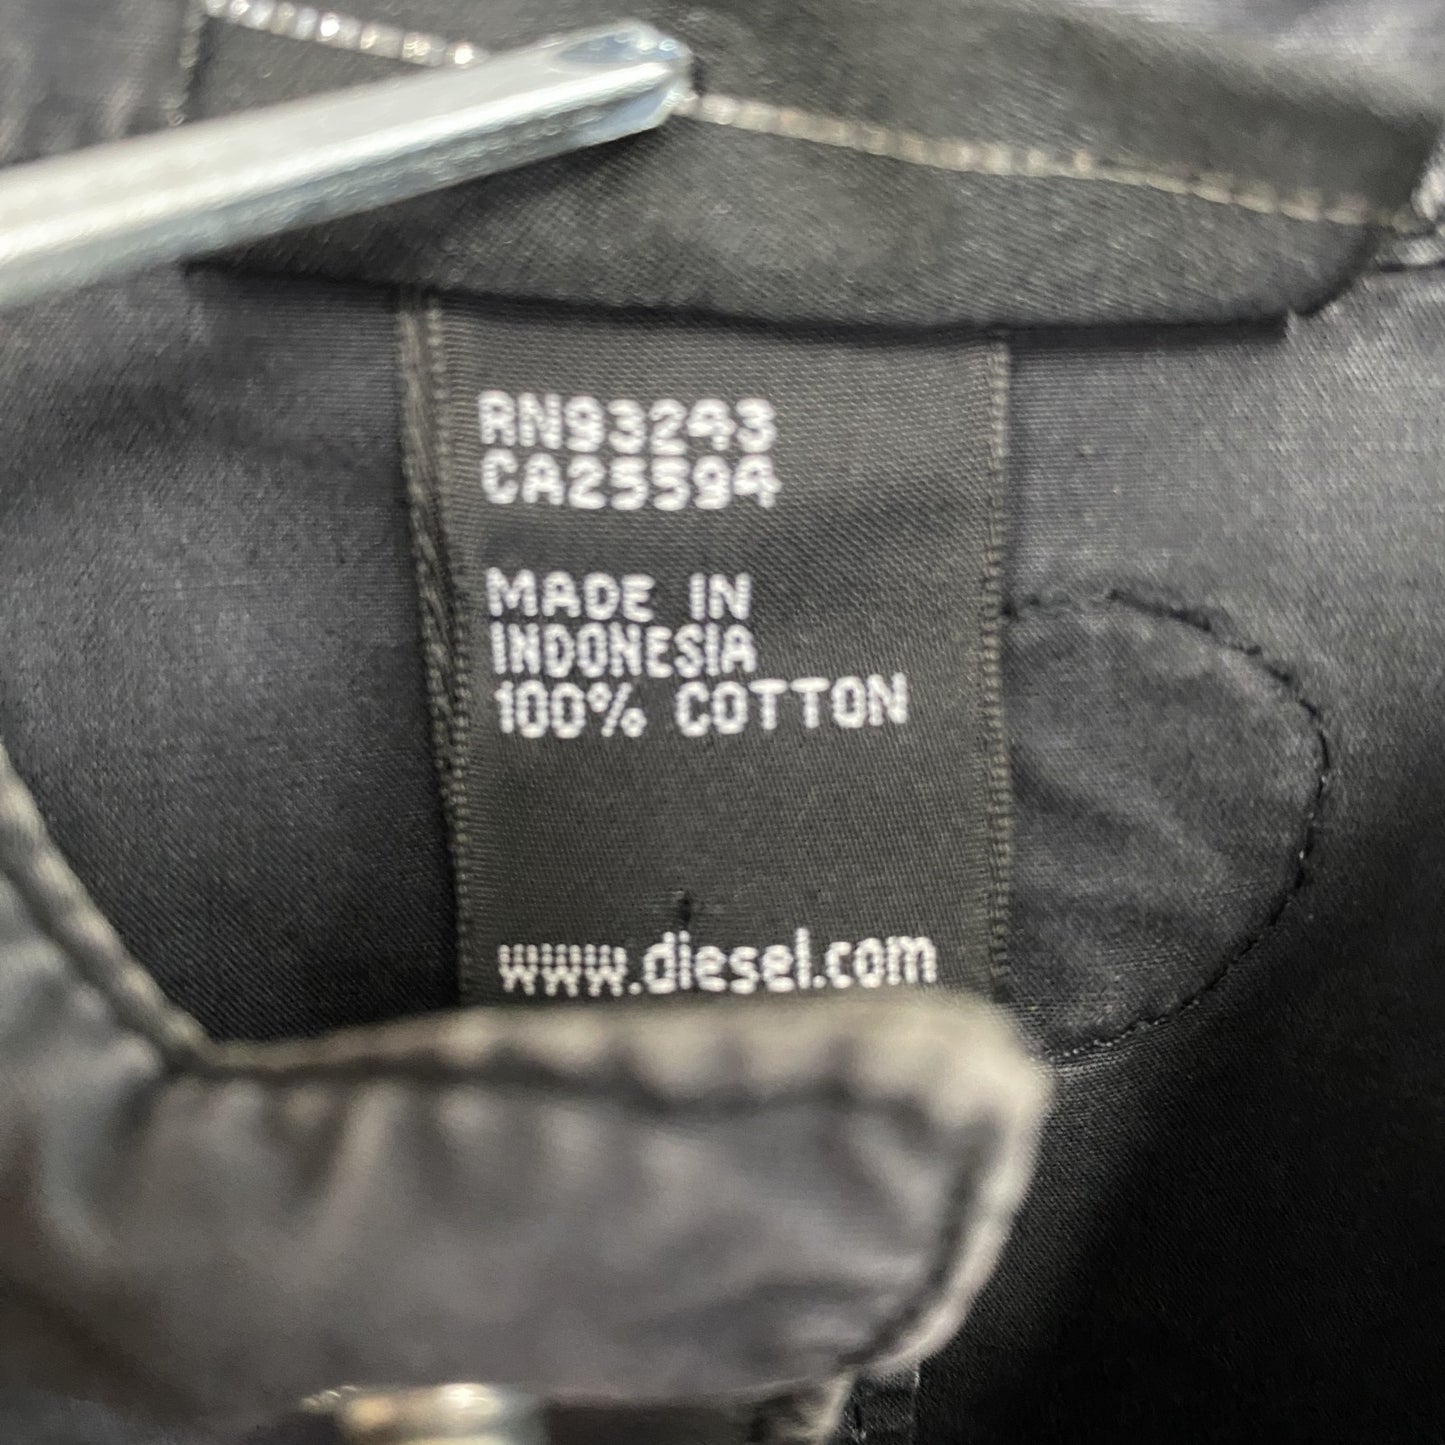 RN93243
CA25594
MADE IN
INDONESIA
100% COTTON
www.diesel.com